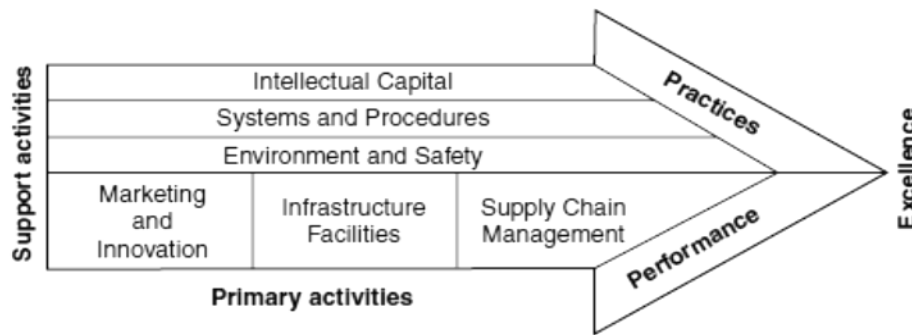 Support activities
Intellectual Capital
Systems and Procedures
Environment and Safety
Marketing
and
Innovation
Infrastructure
Facilities
Supply Chain
Management
Primary activities
Practices
Performance
Excellence